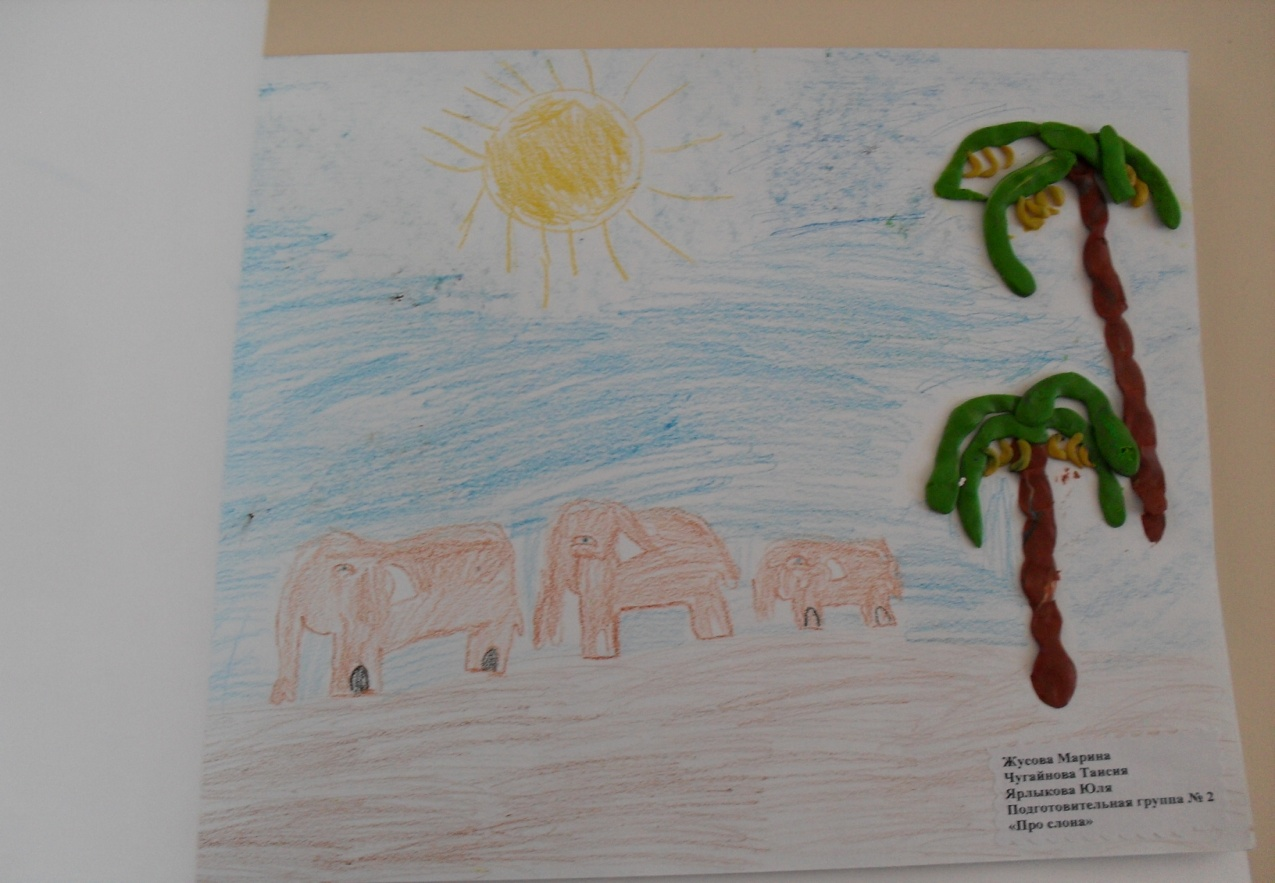 Жусова Марина
Чугайнова Таисия
Ярлыкова Юля
Подготовительная группа № 2
«Про слона»